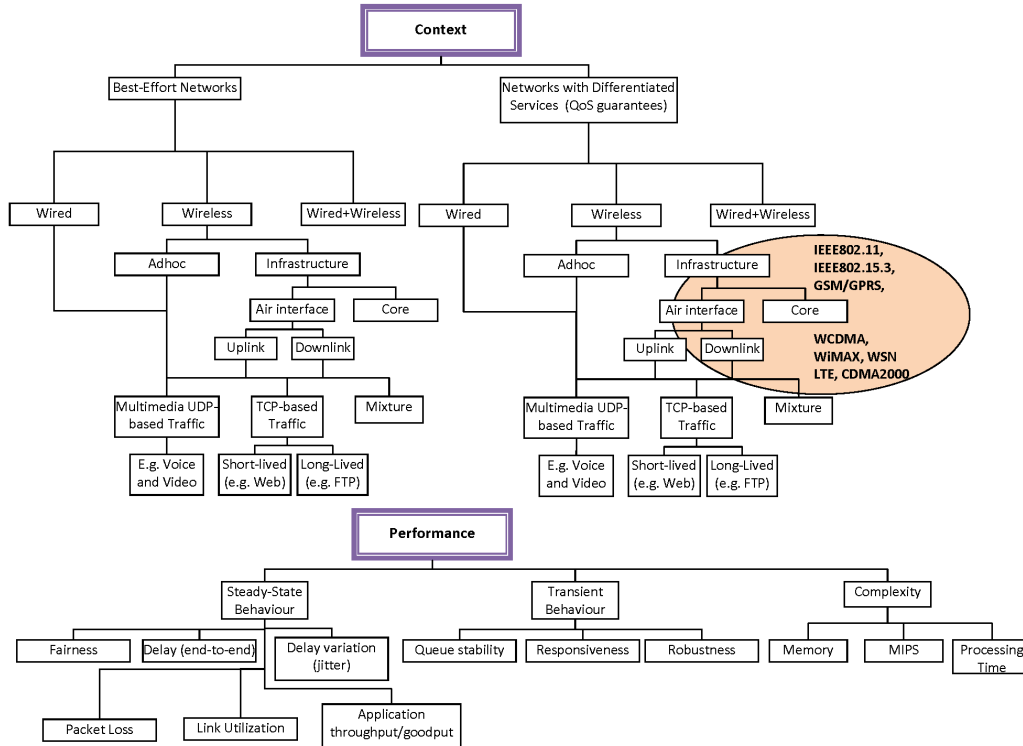 Context
Best-Effort Networks
Networks with Differentiated
Services (QoS guarantees)
Wired
Wireless
Wired+Wireless
Wired
Wireless
Wired+Wireless
Adhoc
Infrastructure
Adhoc
Infrastructure
IEEE802.11,
IEEE802.15.3,
GSM/GPRS,
Air interface
Core
Air interface
Core
Uplink
Downlink
Uplink
Downlink
WCDMA,
WiMAX, WSN
LTE, CDMA2000
Multimedia UDP-
based Traffic
TCP-based
Traffic
Mixture
Multimedia UDP-
based Traffic
TCP-based
Traffic
Mixture
E.g. Voice
and Video
Short-lived
(e.g. Web)
Long-Lived
(e.g. FTP)
E.g. Voice
and Video
Short-lived
(e.g. Web)
Long-Lived
(e.g. FTP)
Performance
Steady-State
Behaviour
Transient
Behaviour
Complexity
Fairness
Delay (end-to-end)
Delay variation
(jitter)
Queue stability
Responsiveness
Robustness
Memory
MIPS
Processing
Time
Packet Loss
Link Utilization
Application
throughput/goodput